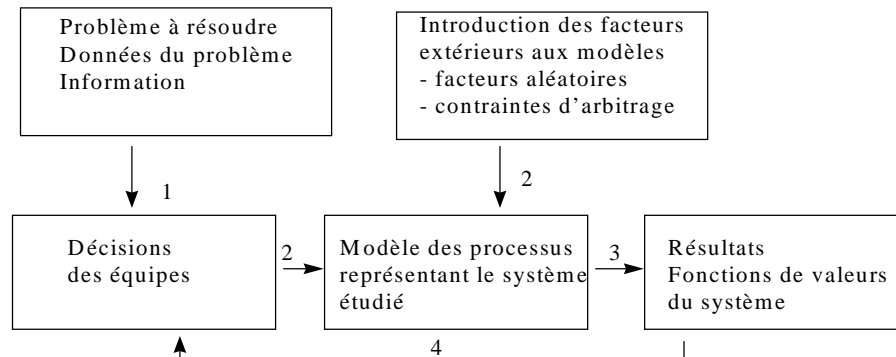 Problème à résoudre
Données du problème
Information
Introduction des facteurs
extérieurs aux modèles
- facteurs aléatoires
- contraintes d'arbitrage
1
2
Décisions
des équipes
2
Modèle des processus
représentant le système
étudié
3
Résultats
Fonctions de valeurs
du système
4